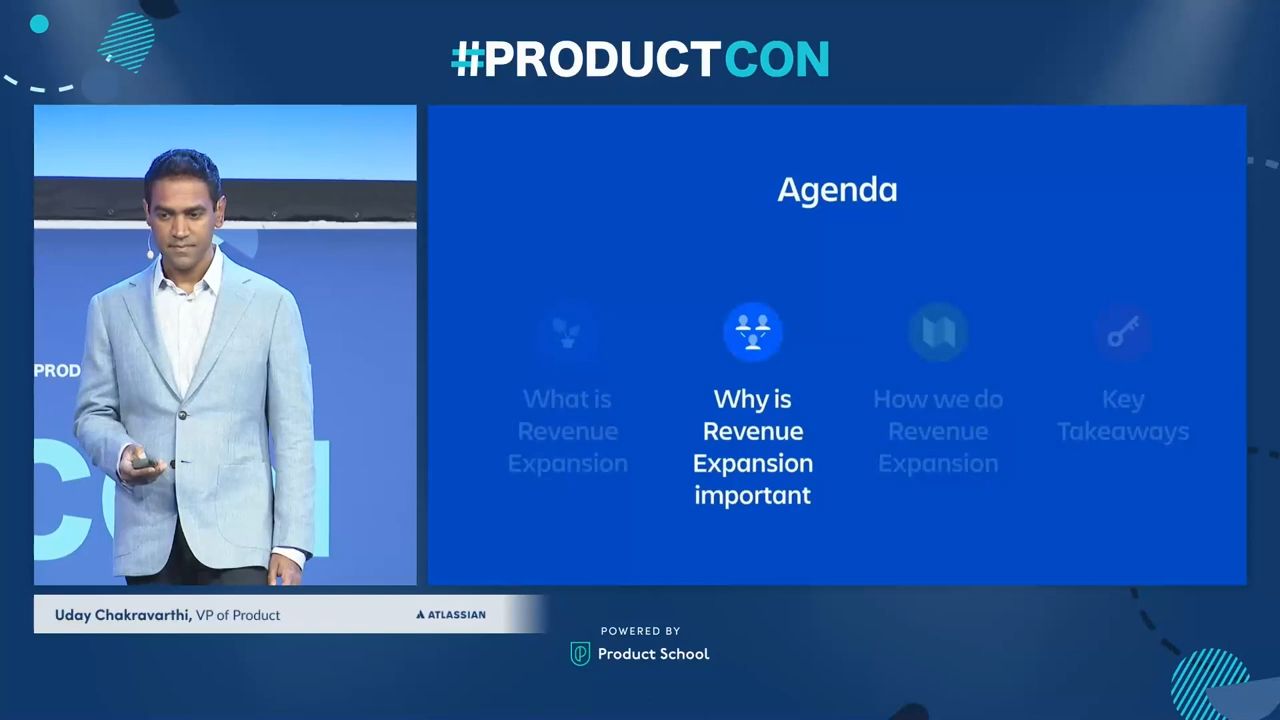 #PRODUCTCON
Agenda
What is
Revenue
Expansion
Why is
Revenue
Expansion
important
How we do
Revenue
Expansion
Key
Takeaways
PROD
CON
Uday Chakravarthi, VP of Product
ATLASSIAN
POWERED BY
Product School